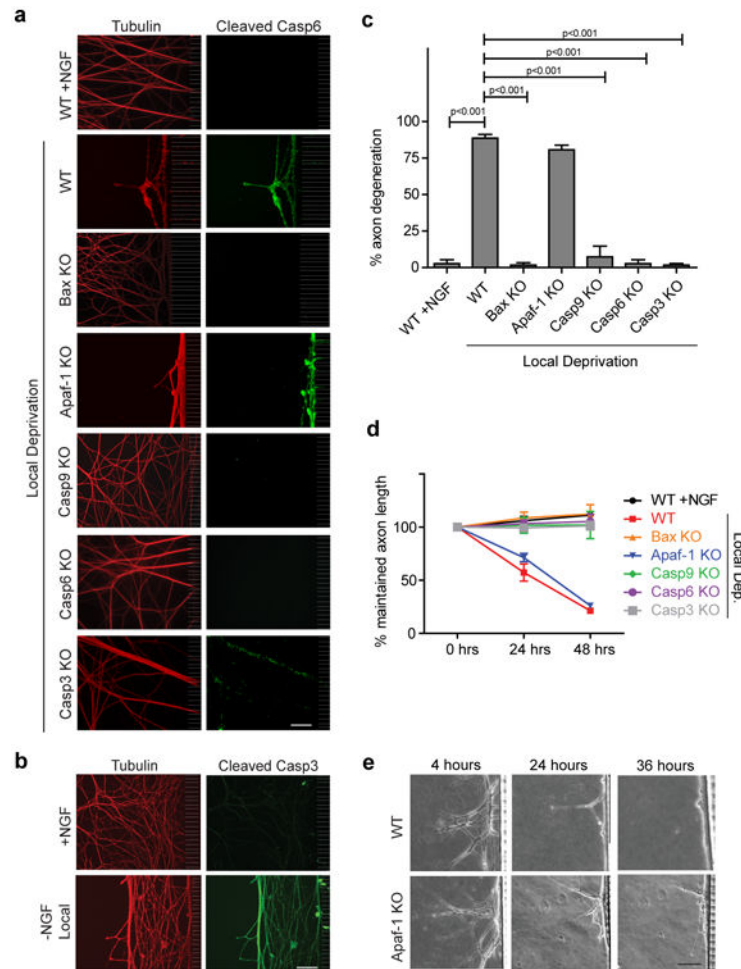 a
Tubulin Cleaved Casp6
WT +NGF
WT
Bax KO
Apaf-1 KO
Casp9 KO
Casp6 KO
Casp3 KO
Local Deprivation
b
Tubulin Cleaved Casp3
+NGF
-NGF
Local
c
p<0.001
p<0.001
p<0.001
p<0.001
p<0.001
% axon degeneration
100
75
50
25
0
WT +NGF
WT
Bax KO
Apaf-1 KO
Casp9 KO
Casp6 KO
Casp3 KO
Local Deprivation
d
% maintained axon length
100
50
0
0 hrs 24 hrs 48 hrs
WT +NGF
WT
Bax KO
Apaf-1 KO
Casp9 KO
Casp6 KO
Casp3 KO
Local Dep.
e
4 hours 24 hours 36 hours
WT
Apaf-1 KO